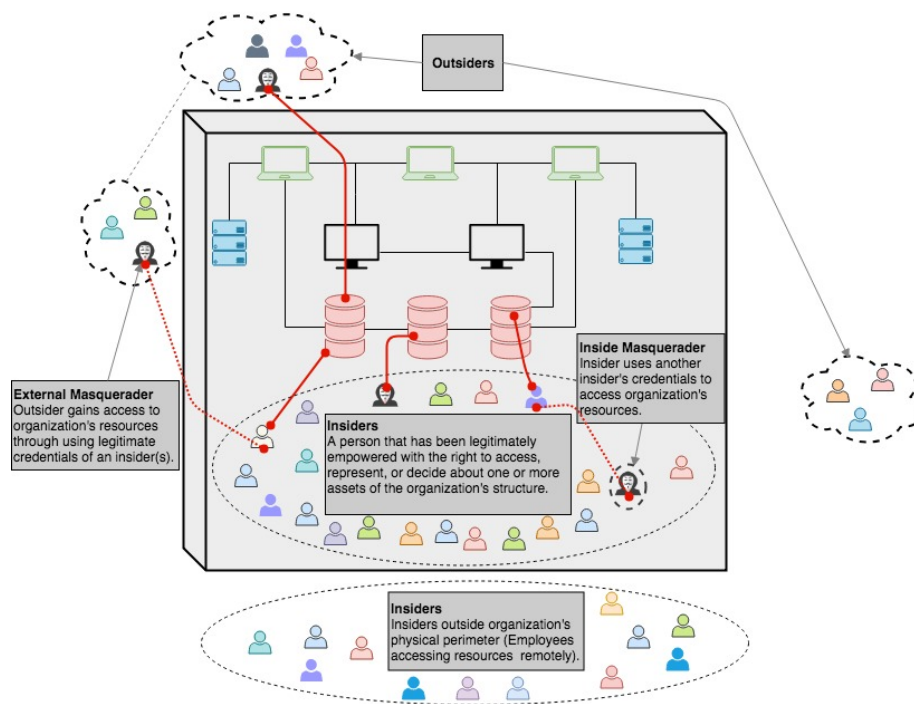 Outsiders
External Masquerader
Outsider gains access to
organization's resources
through using legitimate
credentials of an insider(s).
Inside Masquerader
Insider uses another
insider's credentials to
access organization's
resources.
Insiders
A person that has been legitimately
empowered with the right to access,
represent, or decide about one or more
assets of the organization's structure.
Insiders
Insiders outside organization's
physical perimeter (Employees
accessing resources remotely).